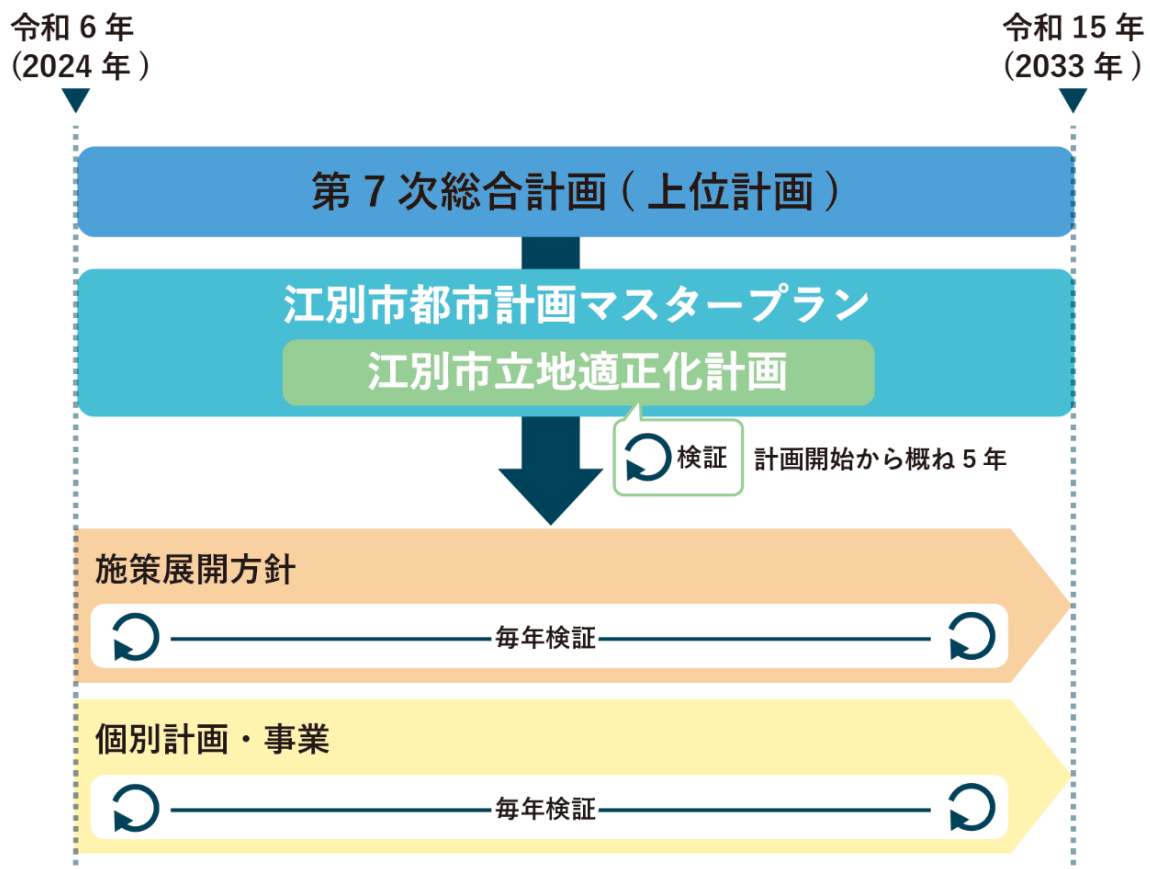 令和 6 年
(2024 年 )
令和 15 年
(2033 年 )
第 7 次総合計画 ( 上位計画 )
江別市都市計画マスタープラン
江別市立地適正化計画
検証
計画開始から概ね 5 年
施策展開方針
毎年検証
個別計画・事業
毎年検証